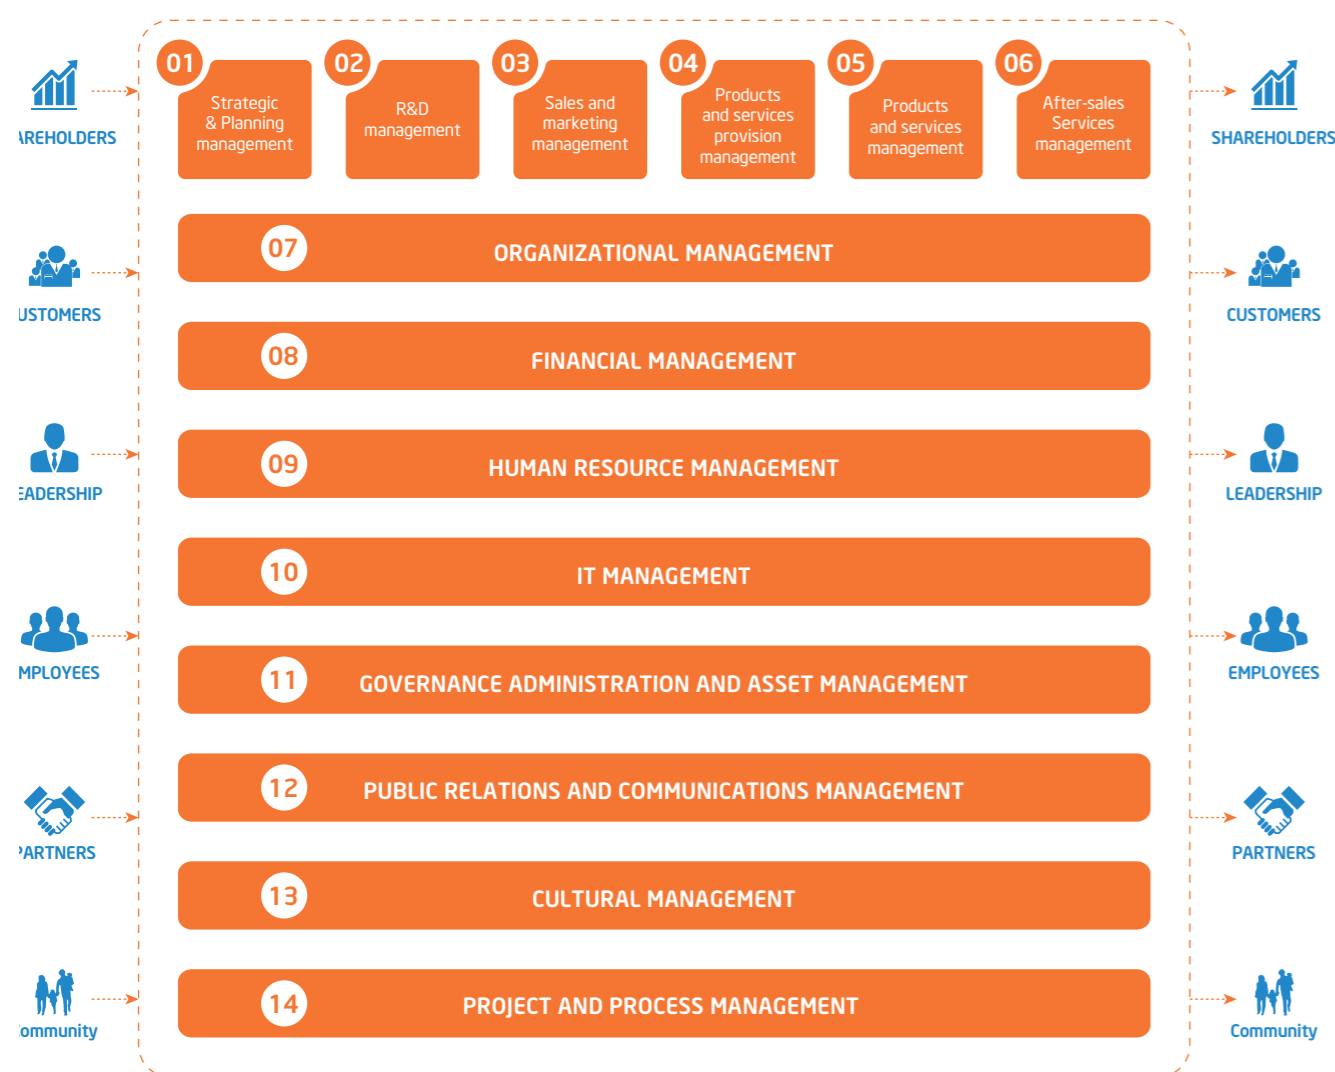 01
Strategic
& Planning
management
02
R&D
management
03
Sales and
marketing
management
04
Products
and services
provision
management
05
Products
and services
management
06
After-sales
Services
management
AREHOLDERS
SHAREHOLDERS
07
ORGANIZATIONAL MANAGEMENT
USTOMERS
CUSTOMERS
08
FINANCIAL MANAGEMENT
09
HUMAN RESOURCE MANAGEMENT
EADERSHIP
LEADERSHIP
10
IT MANAGEMENT
MPLOYEES
EMPLOYEES
11
GOVERNANCE ADMINISTRATION AND ASSET MANAGEMENT
12
PUBLIC RELATIONS AND COMMUNICATIONS MANAGEMENT
PARTNERS
PARTNERS
13
CULTURAL MANAGEMENT
14
PROJECT AND PROCESS MANAGEMENT
ommunity
Community